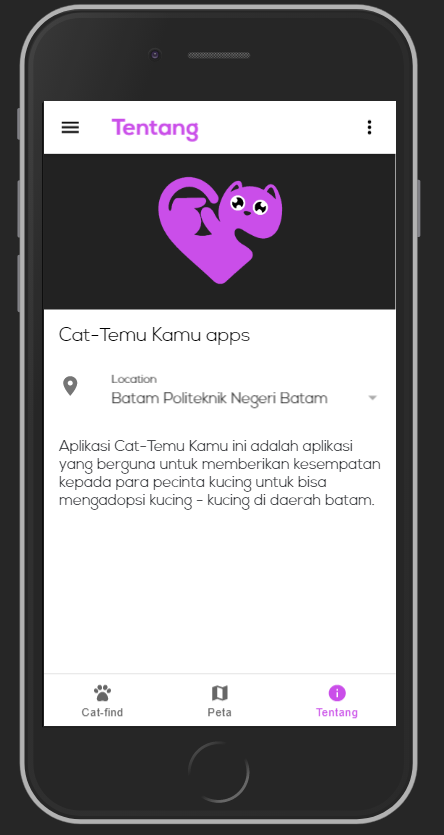 Tentang
Cat-Temu Kamu apps
Location
Batam Politeknik Negeri Batam
Aplikasi Cat-Temu Kamu ini adalah aplikasi
yang berguna untuk memberikan kesempatan
kepada para pecinta kucing untuk bisa
mengadopsi kucing - kucing di daerah batam.
Cat-find
Peta
Tentang